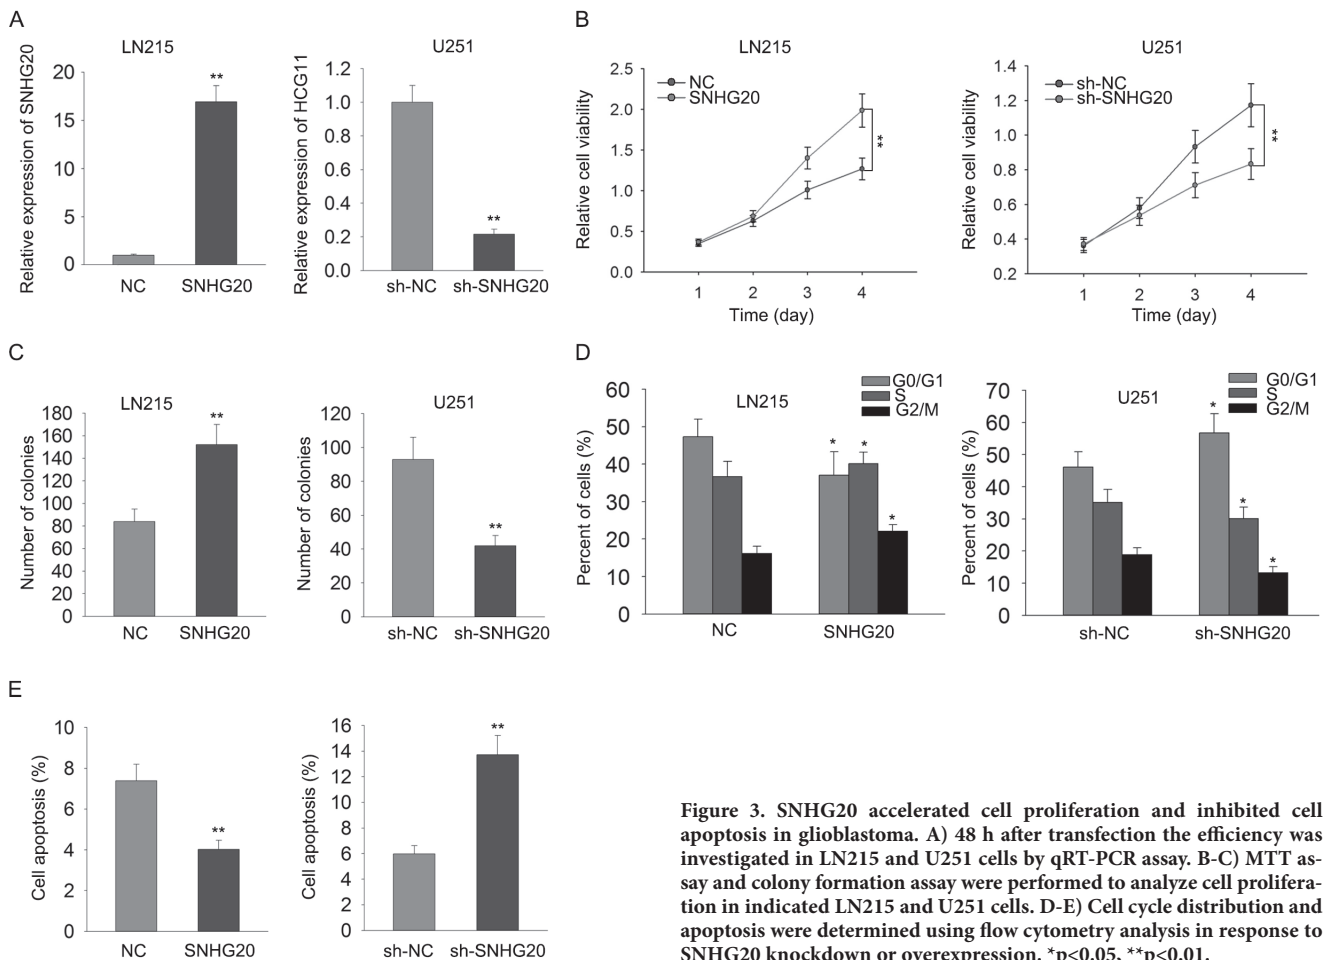 A
LN215
Relative expression of SNHG20
20
15
10
5
0
**
NC
SNHG20
U251
Relative expression of HCG11
1.2
1.0
0.8
0.6
0.4
0.2
0.0
**
sh-NC
sh-SNHG20
B
LN215
Relative cell viability
2.5
2.0
1.5
1.0
0.5
0.0
NC
SNHG20
**
1
2
3
4
Time (day)
U251
Relative cell viability
1.4
1.2
1.0
0.8
0.6
0.4
0.2
sh-NC
sh-SNHG20
**
1
2
3
4
Time (day)
C
LN215
Number of colonies
180
160
140
120
100
80
60
40
20
0
**
NC
SNHG20
U251
Number of colonies
120
100
80
60
40
20
0
**
sh-NC
sh-SNHG20
D
LN215
Percent of cells (%)
60
50
40
30
20
10
0
G0/G1
S
G2/M
*
*
*
NC
SNHG20
U251
Percent of cells (%)
70
60
50
40
30
20
10
0
G0/G1
S
G2/M
*
*
*
sh-NC
sh-SNHG20
E
Cell apoptosis (%)
10
8
6
4
2
0
**
NC
SNHG20
Cell apoptosis (%)
16
14
12
10
8
6
4
2
0
**
sh-NC
sh-SNHG20
Figure 3. SNHG20 accelerated cell proliferation and inhibited cell
apoptosis in glioblastoma. A) 48 h after transfection the efficiency was
investigated in LN215 and U251 cells by qRT-PCR assay. B-C) MTT as-
say and colony formation assay were performed to analyze cell prolifera-
tion in indicated LN215 and U251 cells. D-E) Cell cycle distribution and
apoptosis were determined using flow cytometry analysis in response to
SNHG20 knockdown or overexpression. *p<0.05, **p<0.01.